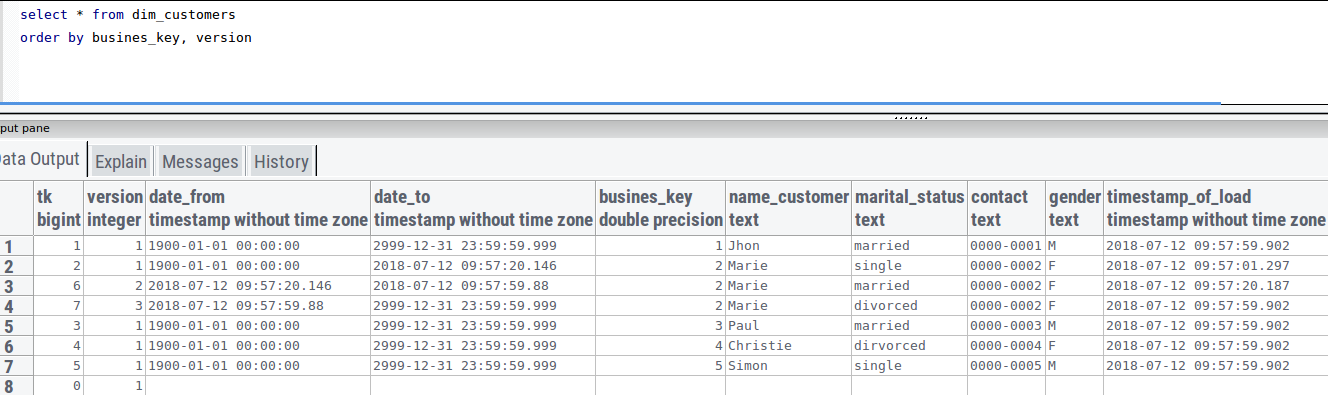 select * from dim_customers
order by busines_key, version
put pane
ata Output Explain Messages History
tk version date_from date_to busines_key name_customer marital_status contact gender timestamp_of_load
bigint integer timestamp without time zone timestamp without time zone double precision text text text text timestamp without time zone
1 1 1 1900-01-01 00:00:00 2999-12-31 23:59:59.999 1 Jhon married 0000-0001 M 2018-07-12 09:57:59.902
2 2 1 1900-01-01 00:00:00 2018-07-12 09:57:20.146 2 Marie single 0000-0002 F 2018-07-12 09:57:01.297
3 6 2 2018-07-12 09:57:20.146 2018-07-12 09:57:59.88 2 Marie married 0000-0002 F 2018-07-12 09:57:20.187
4 7 3 2018-07-12 09:57:59.88 2999-12-31 23:59:59.999 2 Marie divorced 0000-0002 F 2018-07-12 09:57:59.902
5 3 1 1900-01-01 00:00:00 2999-12-31 23:59:59.999 3 Paul married 0000-0003 M 2018-07-12 09:57:59.902
6 4 1 1900-01-01 00:00:00 2999-12-31 23:59:59.999 4 Christie dirvorced 0000-0004 F 2018-07-12 09:57:59.902
7 5 1 1900-01-01 00:00:00 2999-12-31 23:59:59.999 5 Simon single 0000-0005 M 2018-07-12 09:57:59.902
8 0 1